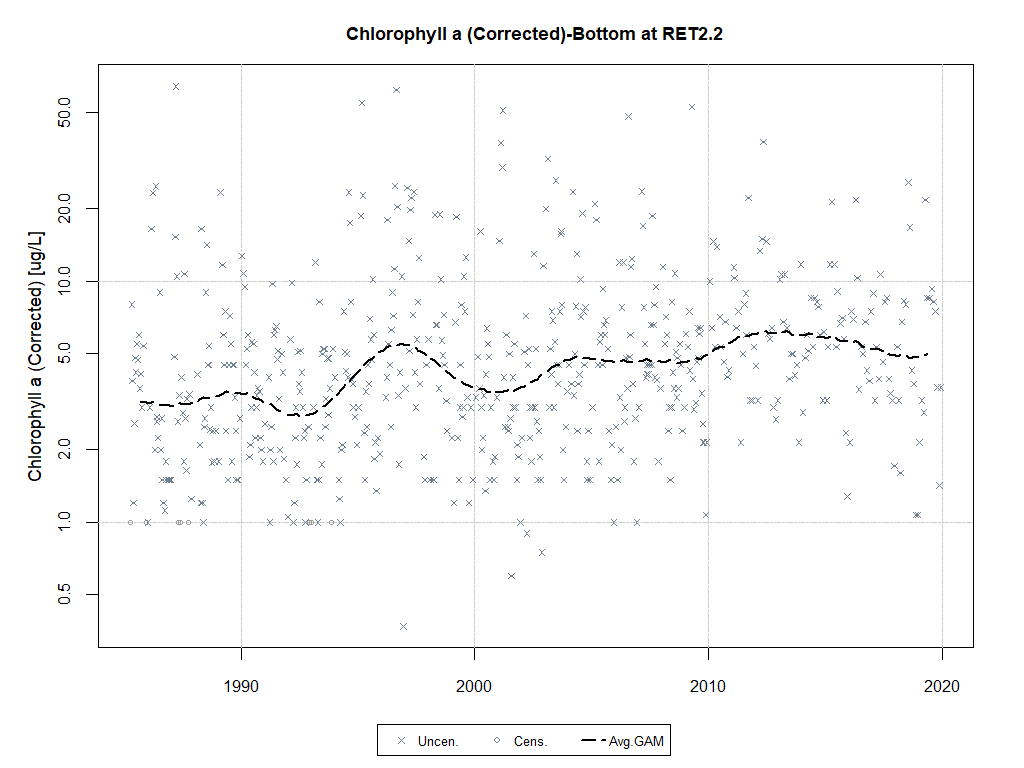 Chlorophyll a (Corrected)-Bottom at RET2.2
Chlorophyll a (Corrected) [ug/L]
50.0
20.0
10.0
5.0
2.0
1.0
0.5
1990 2000 2010 2020
Uncen. Cens. Avg.GAM